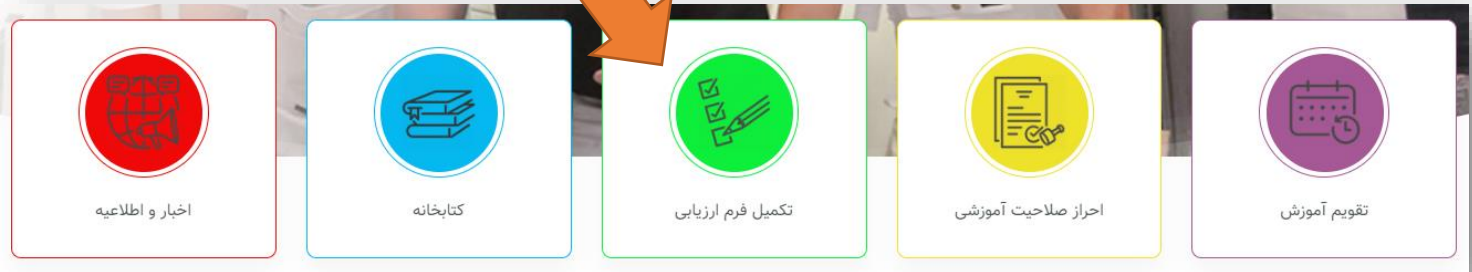 تقویم آموزش
احراز صلاحیت آموزشی
تکمیل فرم ارزیابی
کتابخانه
اخبار و اطلاعیه